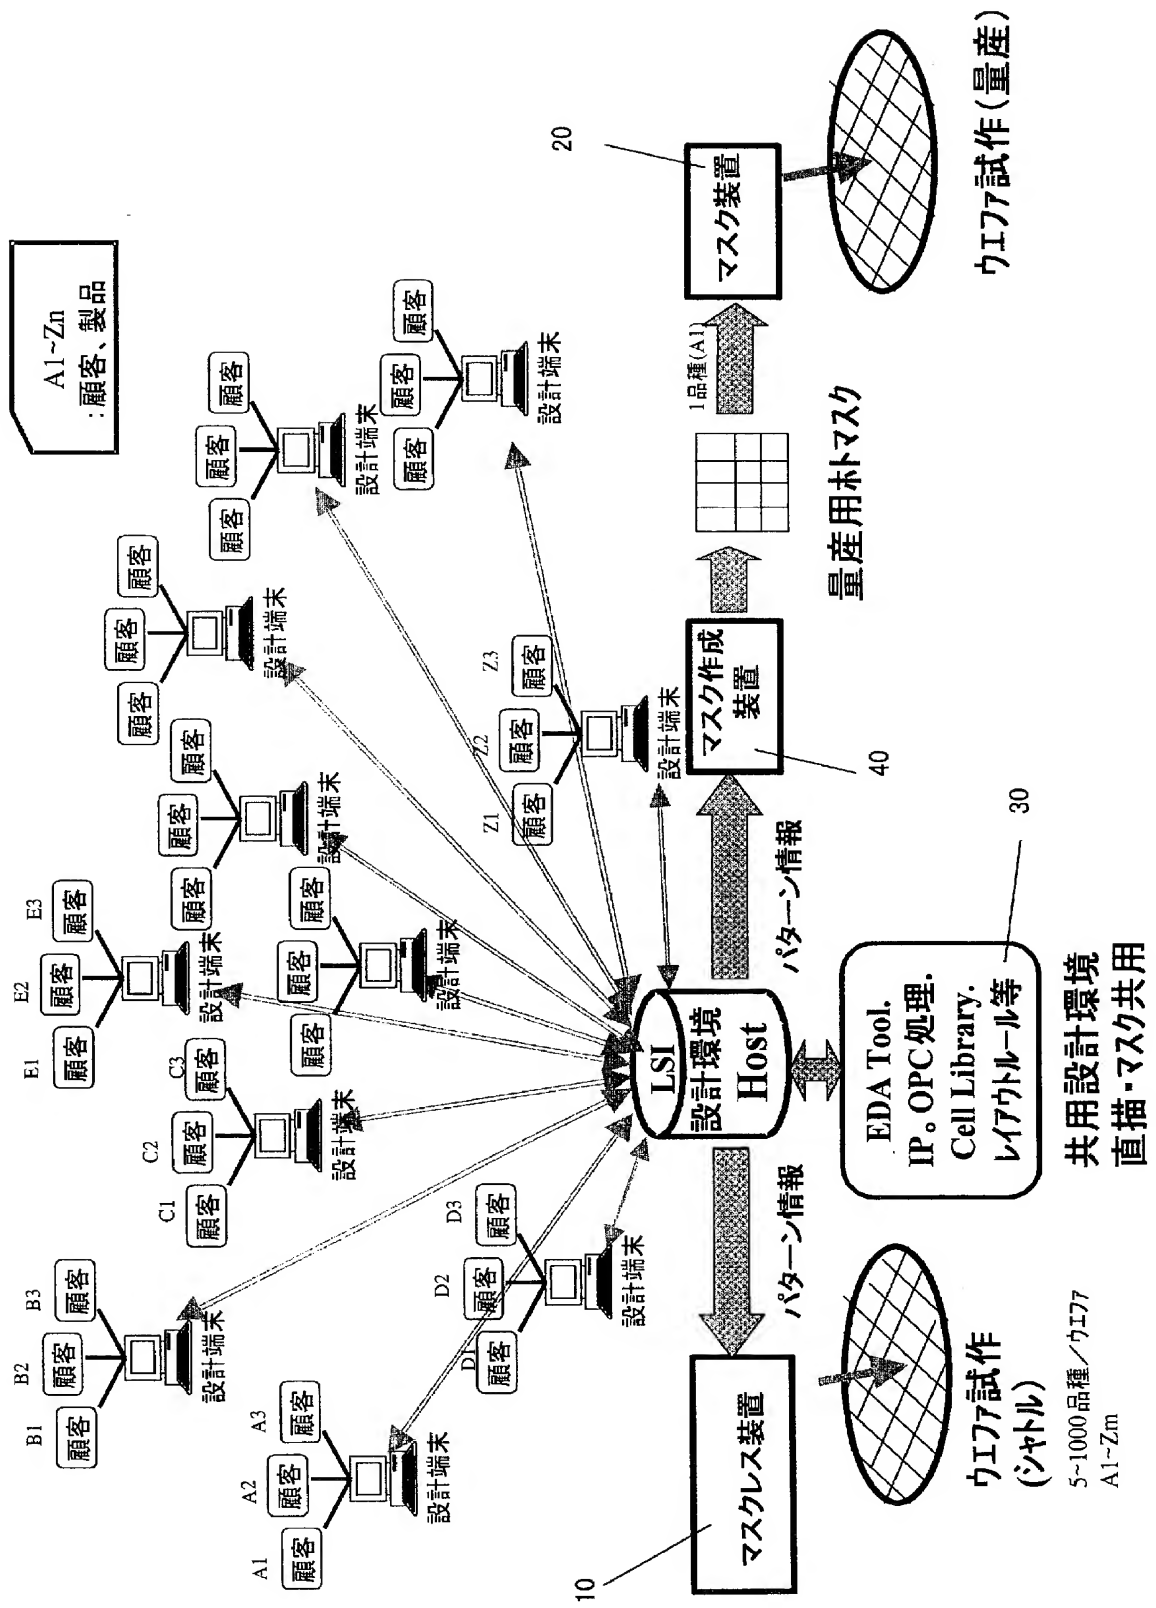 A1~Zn
:顧客、製品
A1
A2
A3
顧客
顧客
顧客
設計端末
B1
B2
B3
顧客
顧客
顧客
設計端末
C1
C2
C3
顧客
顧客
顧客
設計端末
D1
D2
D3
顧客
顧客
顧客
設計端末
E1
E2
E3
顧客
顧客
顧客
設計端末
顧客
顧客
顧客
設計端末
顧客
顧客
顧客
設計端末
顧客
顧客
顧客
設計端末
顧客
顧客
顧客
設計端末
顧客
顧客
顧客
設計端末
Z1
Z2
Z3
顧客
顧客
顧客
設計端末
LSI
設計環境
Host
パターン情報
パターン情報
10
マスクレス装置
ウエファ試作
(シャトル)
5~1000品種/ウエファ
A1~Zm
EDA Tool.
IP。OPC処理.
Cell Library.
レイアウトルール等
30
共用設計環境
直描・マスク共用
マスク作成
装置
40
量産用ホトマスク
1品種(A1)
マスク装置
20
ウエファ試作(量産)